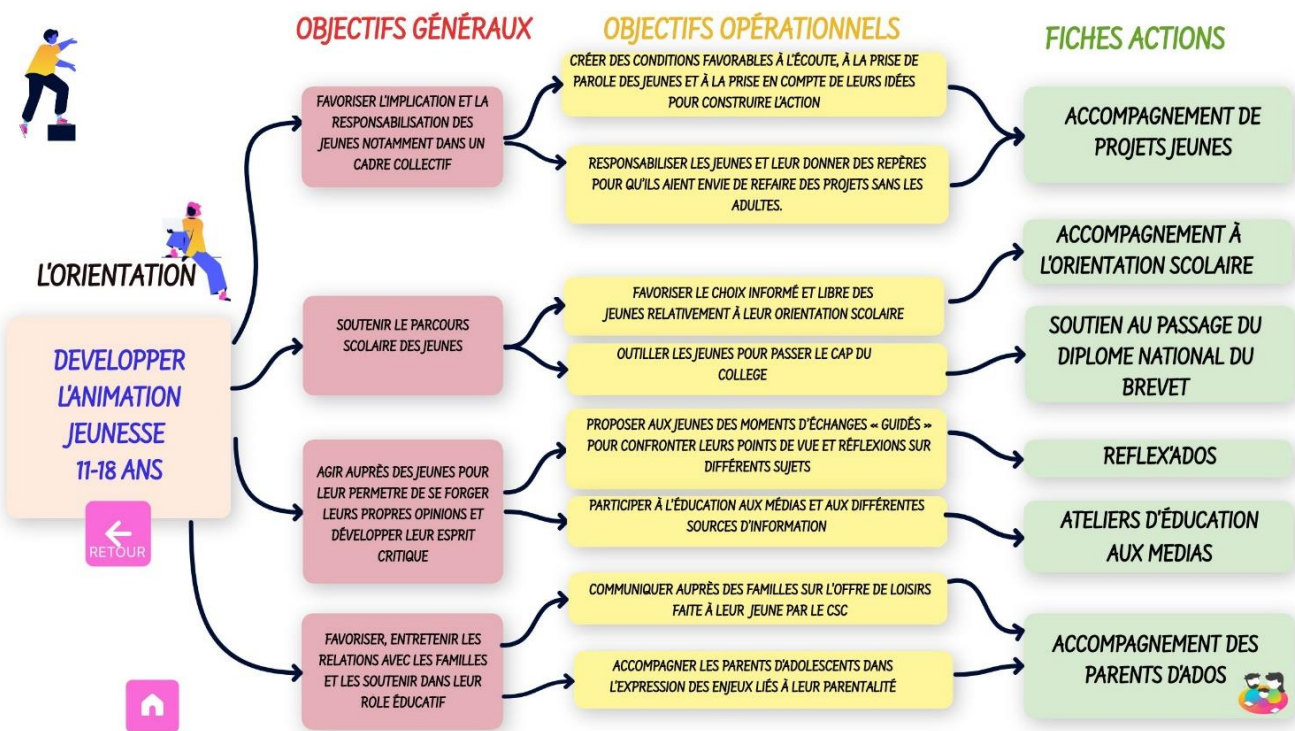 OBJECTIFS GÉNÉRAUX
OBJECTIFS OPÉRATIONNELS
FICHES ACTIONS
L'ORIENTATION
DEVELOPPER
L'ANIMATION
JEUNESSE
11-18 ANS
RETOUR
FAVORISER L'IMPLICATION ET LA
RESPONSABILISATION DES
JEUNES NOTAMMENT DANS UN
CADRE COLLECTIF
CRÉER DES CONDITIONS FAVORABLES À L'ÉCOUTE, À LA PRISE DE
PAROLE DES JEUNES ET À LA PRISE EN COMPTE DE LEURS IDÉES
POUR CONSTRUIRE L'ACTION
RESPONSABILISER LES JEUNES ET LEUR DONNER DES REPÈRES
POUR QU'ILS AIENT ENVIE DE REFAIRE DES PROJETS SANS LES
ADULTES.
ACCOMPAGNEMENT DE
PROJETS JEUNES
SOUTENIR LE PARCOURS
SCOLAIRE DES JEUNES
FAVORISER LE CHOIX INFORMÉ ET LIBRE DES
JEUNES RELATIVEMENT À LEUR ORIENTATION SCOLAIRE
OUTILLER LES JEUNES POUR PASSER LE CAP DU
COLLEGE
ACCOMPAGNEMENT À
L'ORIENTATION SCOLAIRE
SOUTIEN AU PASSAGE DU
DIPLOME NATIONAL DU
BREVET
AGIR AUPRÈS DES JEUNES POUR
LEUR PERMETRE DE SE FORGER
LEURS PROPRES OPINIONS ET
DÉVELOPPER LEUR ESPRIT
CRITIQUE
PROPOSER AUX JEUNES DES MOMENTS D'ÉCHANGES « GUIDÉS »
POUR CONFRONTER LEURS POINTS DE VUE ET RÉFLEXIONS SUR
DIFFÉRENTS SUJETS
PARTICIPER À L'ÉDUCATION AUX MÉDIAS ET AUX DIFFÉRENTES
SOURCES D'INFORMATION
REFLEX'ADOS
ATELIERS D'ÉDUCATION
AUX MEDIAS
FAVORISER, ENTRETENIR LES
RELATIONS AVEC LES FAMILLES
ET LES SOUTENIR DANS LEUR
ROLE ÉDUCATIF
COMMUNIQUER AUPRÈS DES FAMILLES SUR L'OFFRE DE LOISIRS
FAITE À LEUR JEUNE PAR LE CSC
ACCOMPAGNER LES PARENTS D'ADOLESCENTS DANS
L'EXPRESSION DES ENJEUX LIÉS À LEUR PARENTALITÉ
ACCOMPAGNEMENT DES
PARENTS D'ADOS